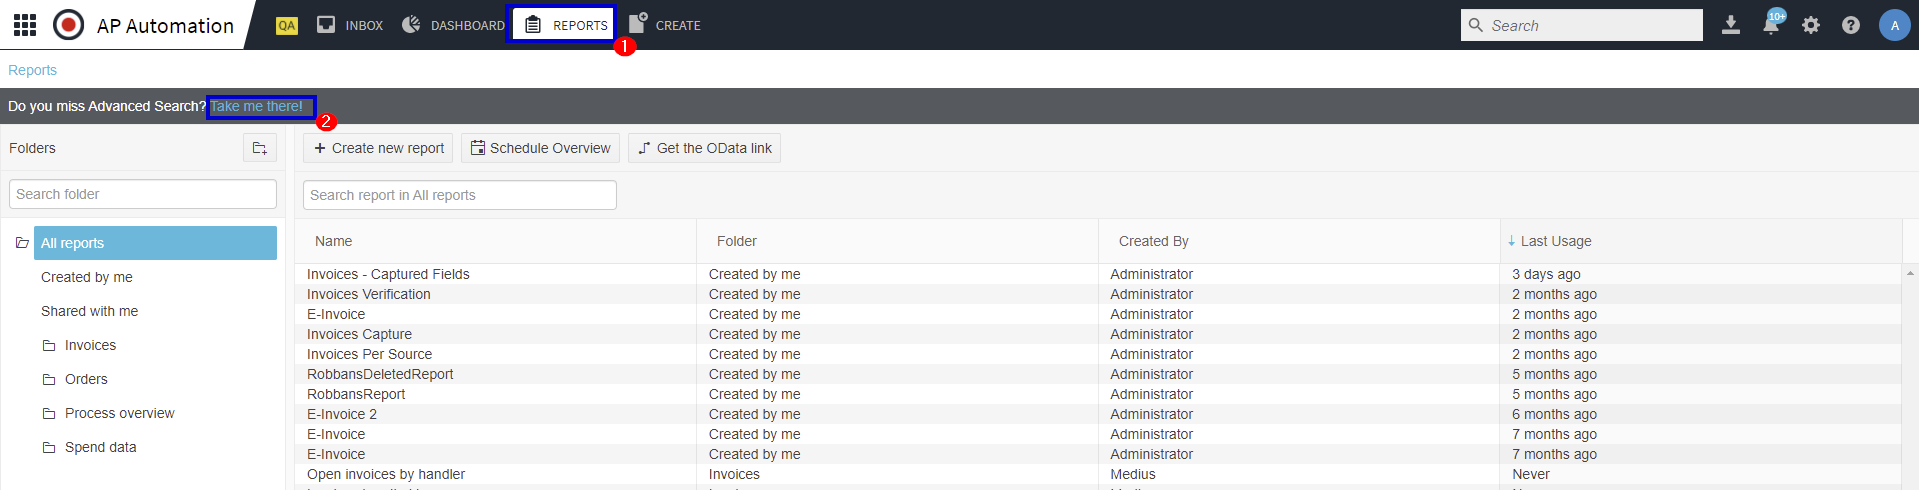 AP Automation QA INBOX DASHBOARD REPORTS CREATE Search 10+ A
1
Reports
Do you miss Advanced Search? Take me there!
2
Folders
Create new report Schedule Overview Get the OData link
Search folder
Search report in All reports
All reports
Created by me
Shared with me
Invoices
Orders
Process overview
Spend data
Name Folder Created By Last Usage
Invoices - Captured Fields Created by me Administrator 3 days ago
Invoices Verification Created by me Administrator 2 months ago
E-Invoice Created by me Administrator 2 months ago
Invoices Capture Created by me Administrator 2 months ago
Invoices Per Source Created by me Administrator 2 months ago
RobbansDeletedReport Created by me Administrator 5 months ago
RobbansReport Created by me Administrator 5 months ago
E-Invoice 2 Created by me Administrator 6 months ago
E-Invoice Created by me Administrator 7 months ago
E-Invoice Created by me Administrator 7 months ago
Open invoices by handler Invoices Medius Never